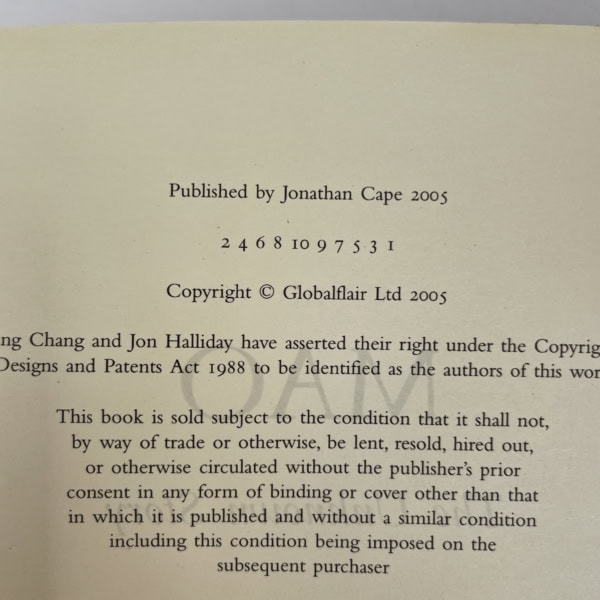 Published by Jonathan Cape 2005
2 4 6 8 10 9 7 5 3 1
Copyright © Globalflair Ltd 2005
ng Chang and Jon Halliday have asserted their right under the Copyrig
Designs and Patents Act 1988 to be identified as the authors of this wor
MAO
This book is sold subject to the condition that it shall not,
by way of trade or otherwise, be lent, resold, hired out,
or otherwise circulated without the publisher's prior
consent in any form of binding or cover other than that
in which it is published and without a similar condition
including this condition being imposed on the
subsequent purchaser